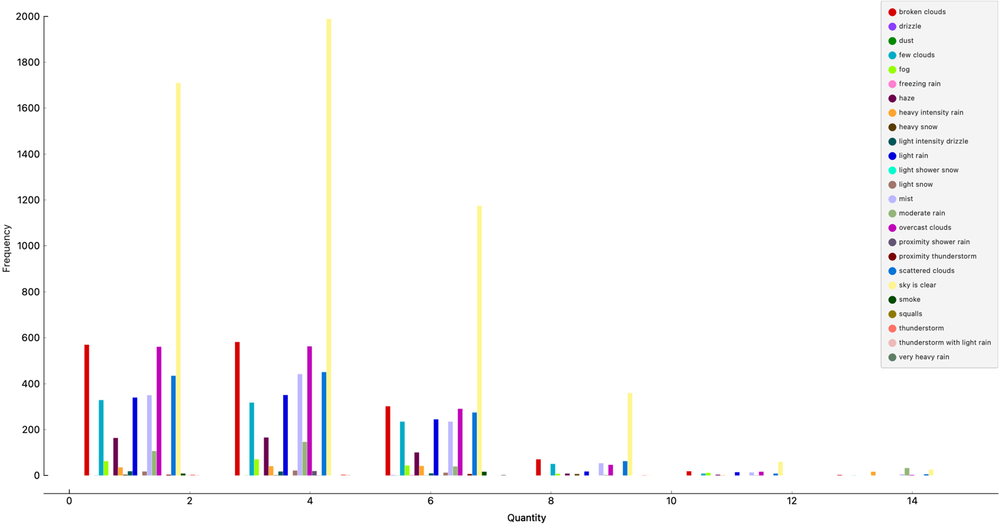 2000
1800
1600
1400
1200
1000
800
600
400
200
0
Frequency
0 2 4 6 8 10 12 14
Quantity
broken clouds
drizzle
dust
few clouds
fog
freezing rain
haze
heavy intensity rain
heavy snow
light intensity drizzle
light rain
light shower snow
light snow
mist
moderate rain
overcast clouds
proximity shower rain
proximity thunderstorm
scattered clouds
sky is clear
smoke
squalls
thunderstorm
thunderstorm with light rain
very heavy rain